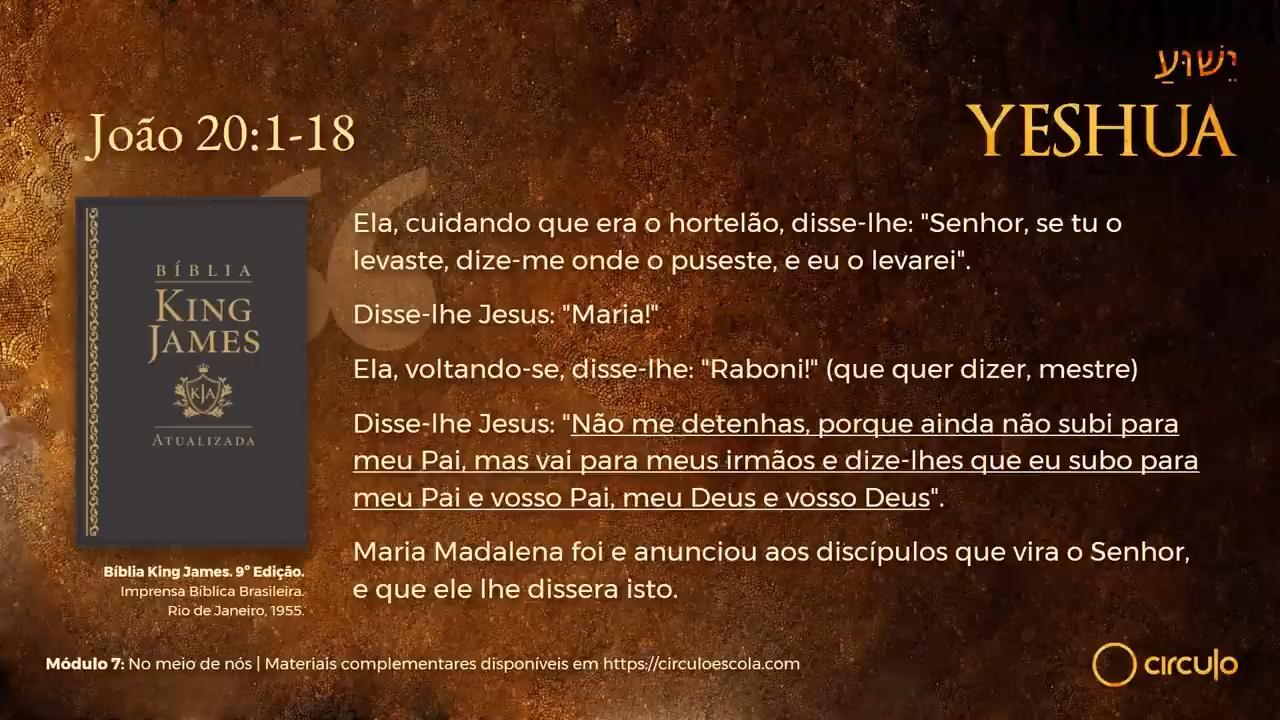 יֵשׁוּעַ
YESHUA
João 20:1-18
BÍBLIA
KING
JAMES
KJA
ATUALIZADA
Ela, cuidando que era o hortelão, disse-lhe: "Senhor, se tu o
levaste, dize-me onde o puseste, e eu o levarei".
Disse-lhe Jesus: "Maria!"
Ela, voltando-se, disse-lhe: "Raboni!" (que quer dizer, mestre)
Disse-lhe Jesus: "Não me detenhas, porque ainda não subi para
meu Pai, mas vai para meus irmãos e dize-lhes que eu subo para
meu Pai e vosso Pai, meu Deus e vosso Deus".
Maria Madalena foi e anunciou aos discípulos que vira o Senhor,
e que ele lhe dissera isto.
Bíblia King James. 9º Edição.
Imprensa Bíblica Brasileira.
Rio de Janeiro, 1955.
Módulo 7: No meio de nós | Materiais complementares disponíveis em https://circuloescola.com
circulo